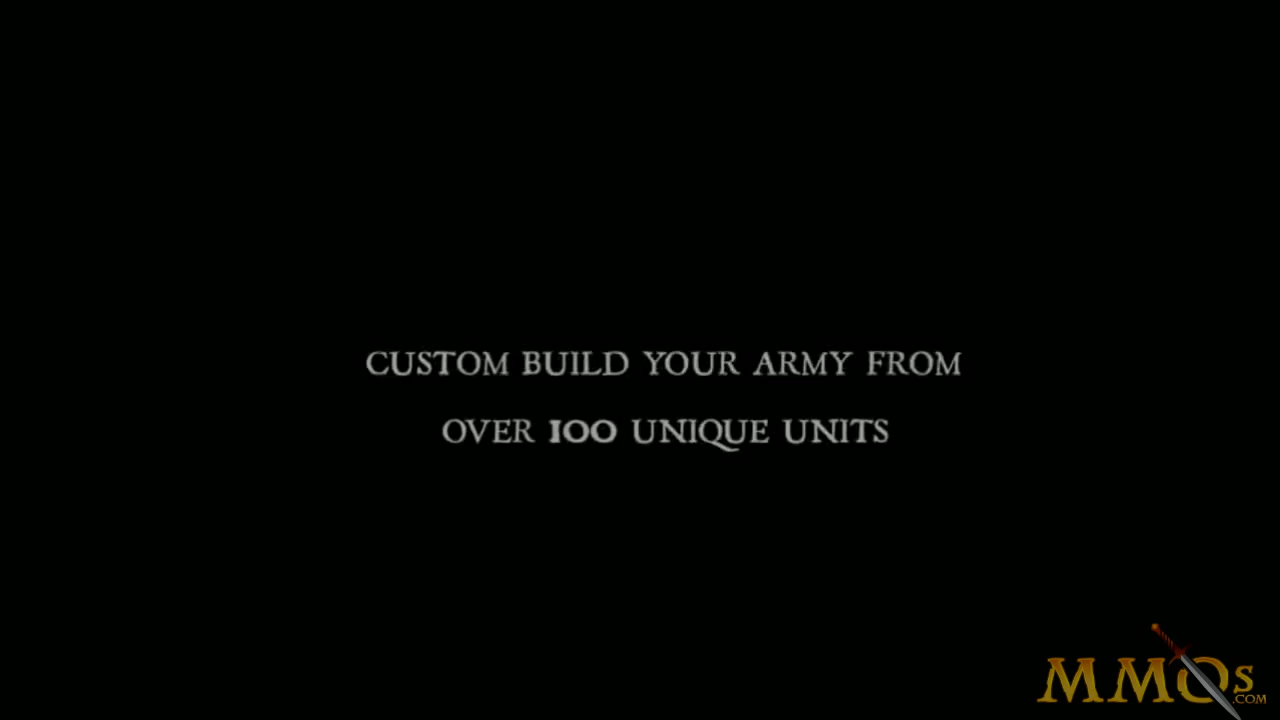 CUSTOM BUILD YOUR ARMY FROM
OVER 100 UNIQUE UNITS
MMOs
.COM